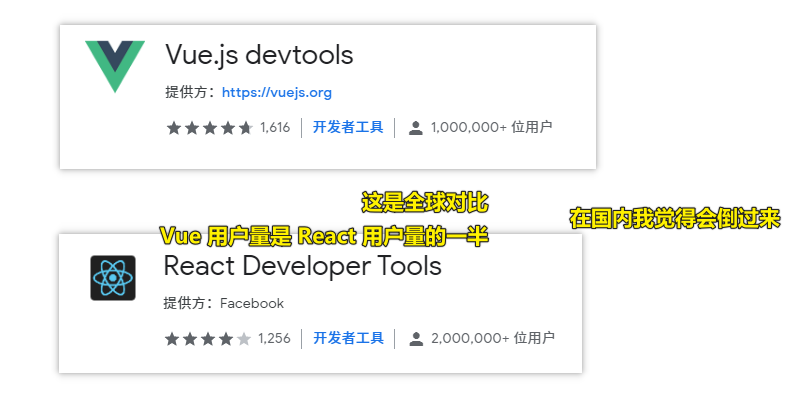 Vue.js devtools
提供方：https://vuejs.org
1,616 开发者工具 1,000,000+ 位用户
这是全球对比
在国内我觉得会倒过来
Vue 用户量是 React 用户量的一半
React Developer Tools
提供方：Facebook
1,256 开发者工具 2,000,000+ 位用户